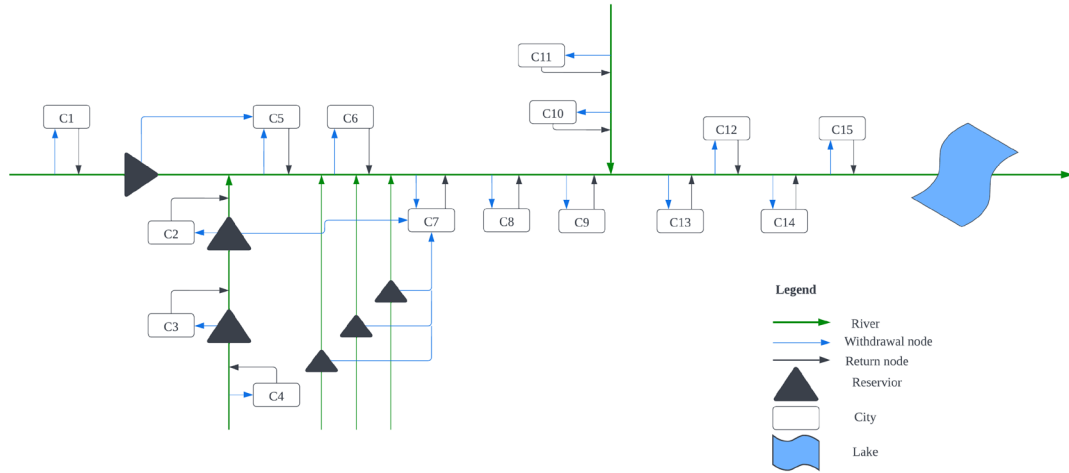 C11
C10
C1
C5
C6
C12
C15
C2
C7
C8
C9
C13
C14
C3
C4
Legend
River
Withdrawal node
Return node
Reservior
City
Lake